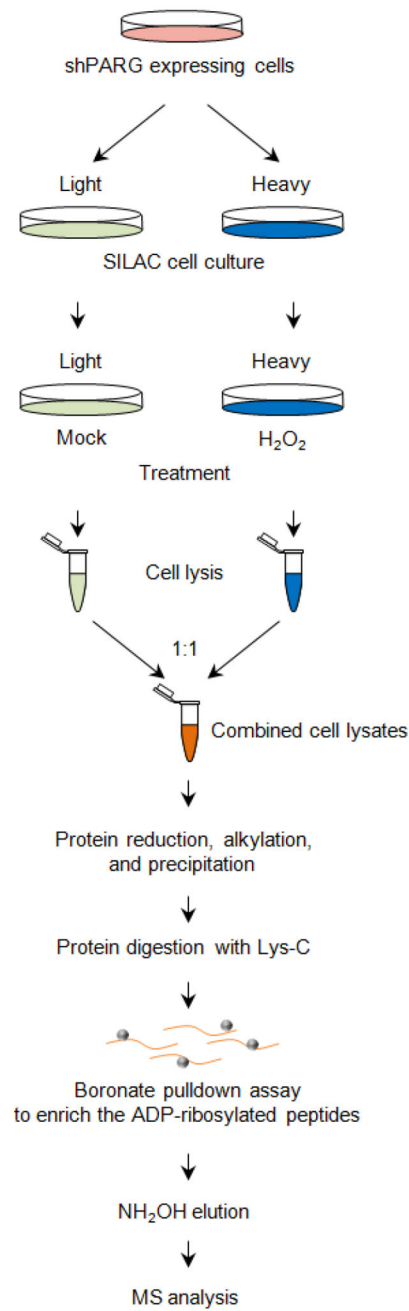 shPARG expressing cells
Light Heavy
SILAC cell culture
Light Heavy
Mock H₂O₂
Treatment
Cell lysis
1:1
Combined cell lysates
Protein reduction, alkylation,
and precipitation
Protein digestion with Lys-C
Boronate pulldown assay
to enrich the ADP-ribosylated peptides
NH₂OH elution
MS analysis